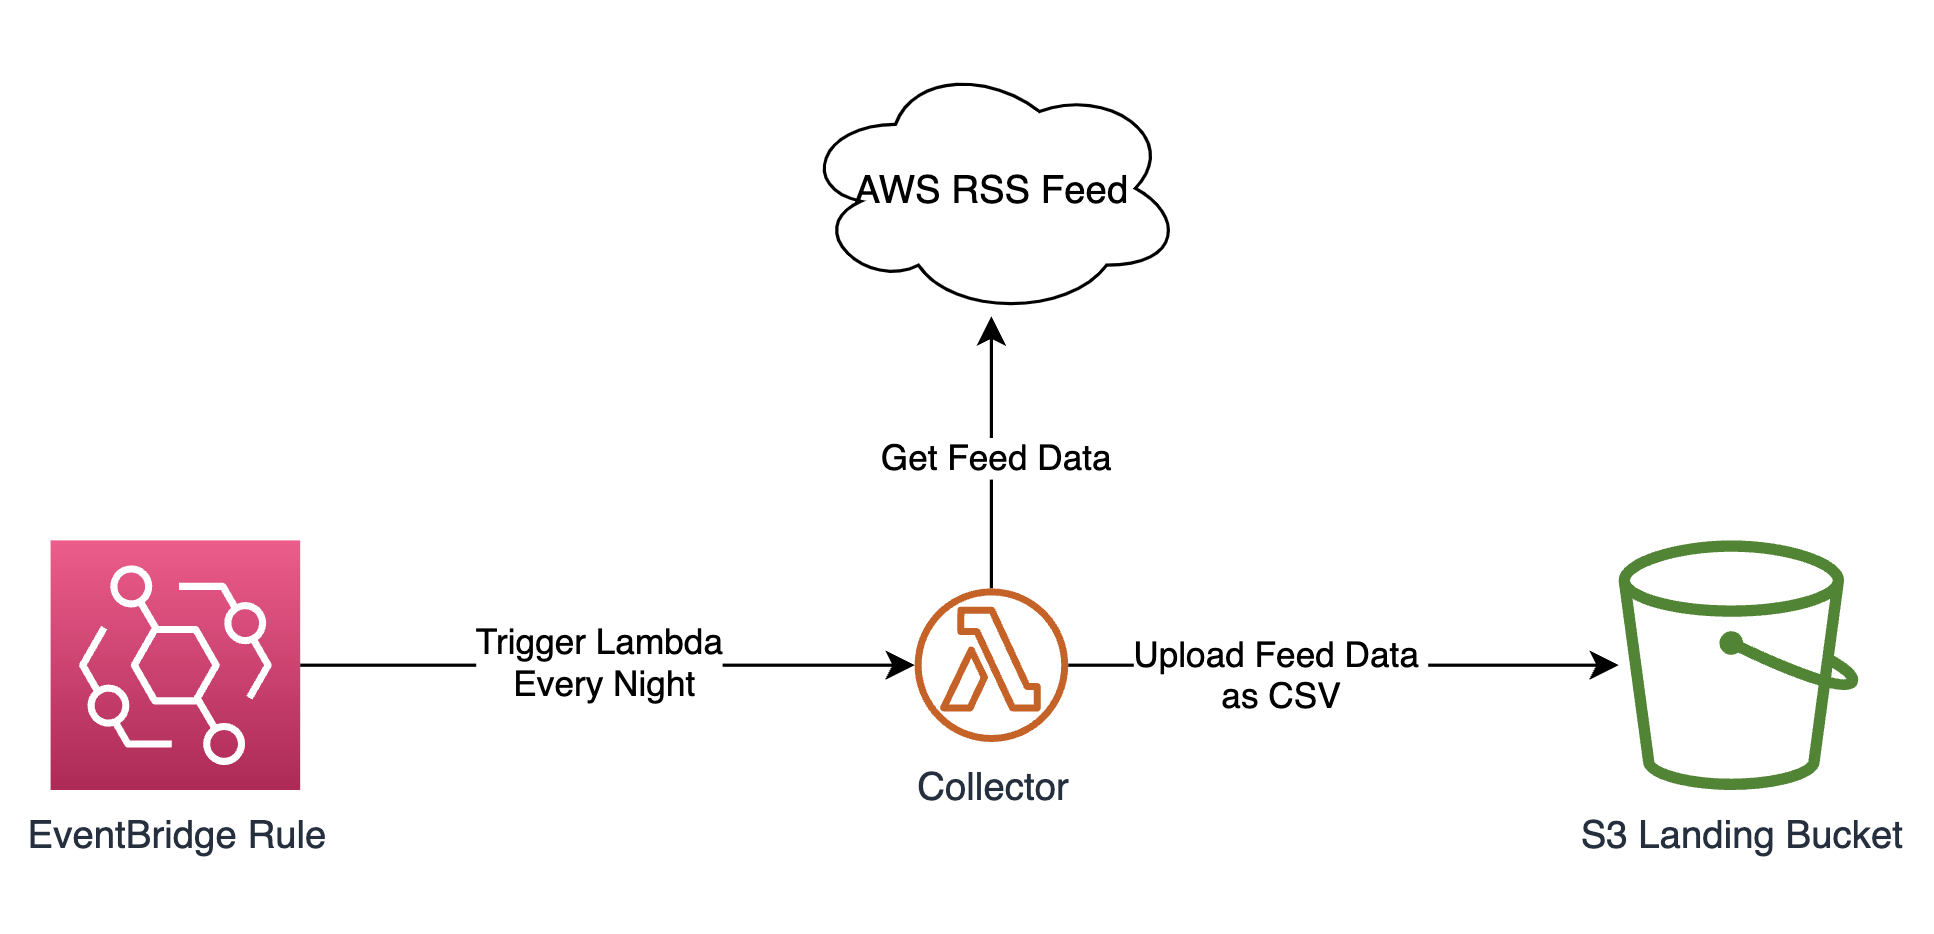 AWS RSS Feed
Get Feed Data
Trigger Lambda
Every Night
Upload Feed Data
as CSV
Collector
EventBridge Rule
S3 Landing Bucket